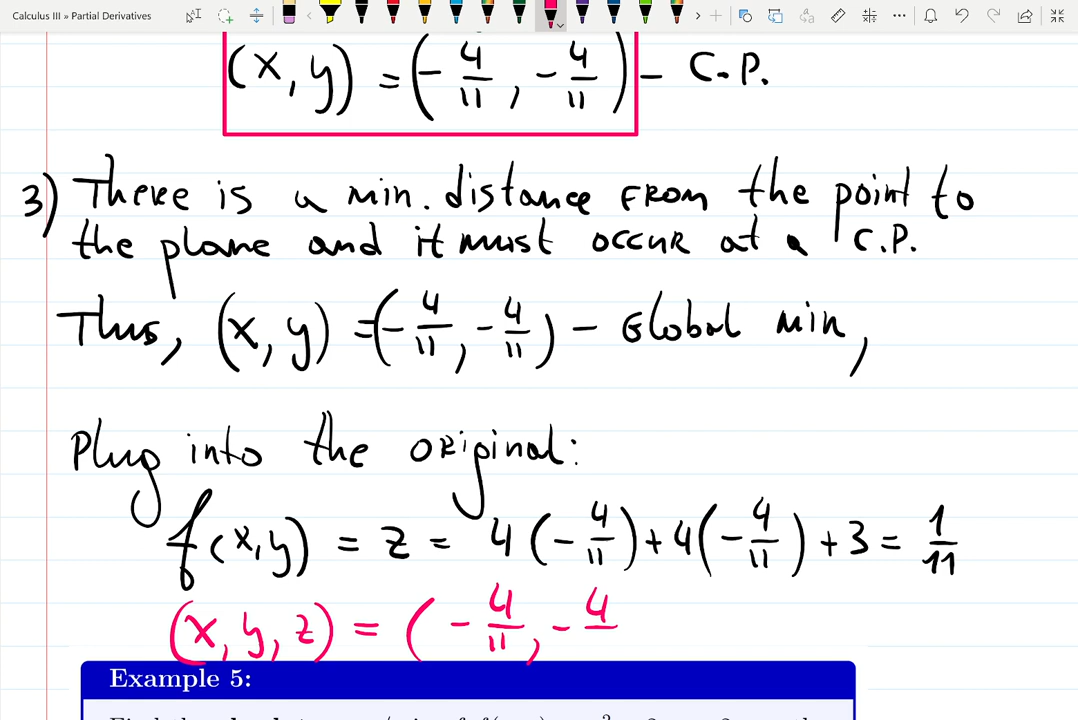 Calculus III » Partial Derivatives
(x, y) = (-4/11, -4/11) - C.P.
3) There is a min. distance FROM the point to
the plane and it must occur at a C.P.
Thus, (x, y) = (-4/11, -4/11) - Global min,
Plug into the original:
f(x,y) = z = 4(-4/11) + 4(-4/11) + 3 = 1/11
(x, y, z) = (-4/11, -4
Example 5: